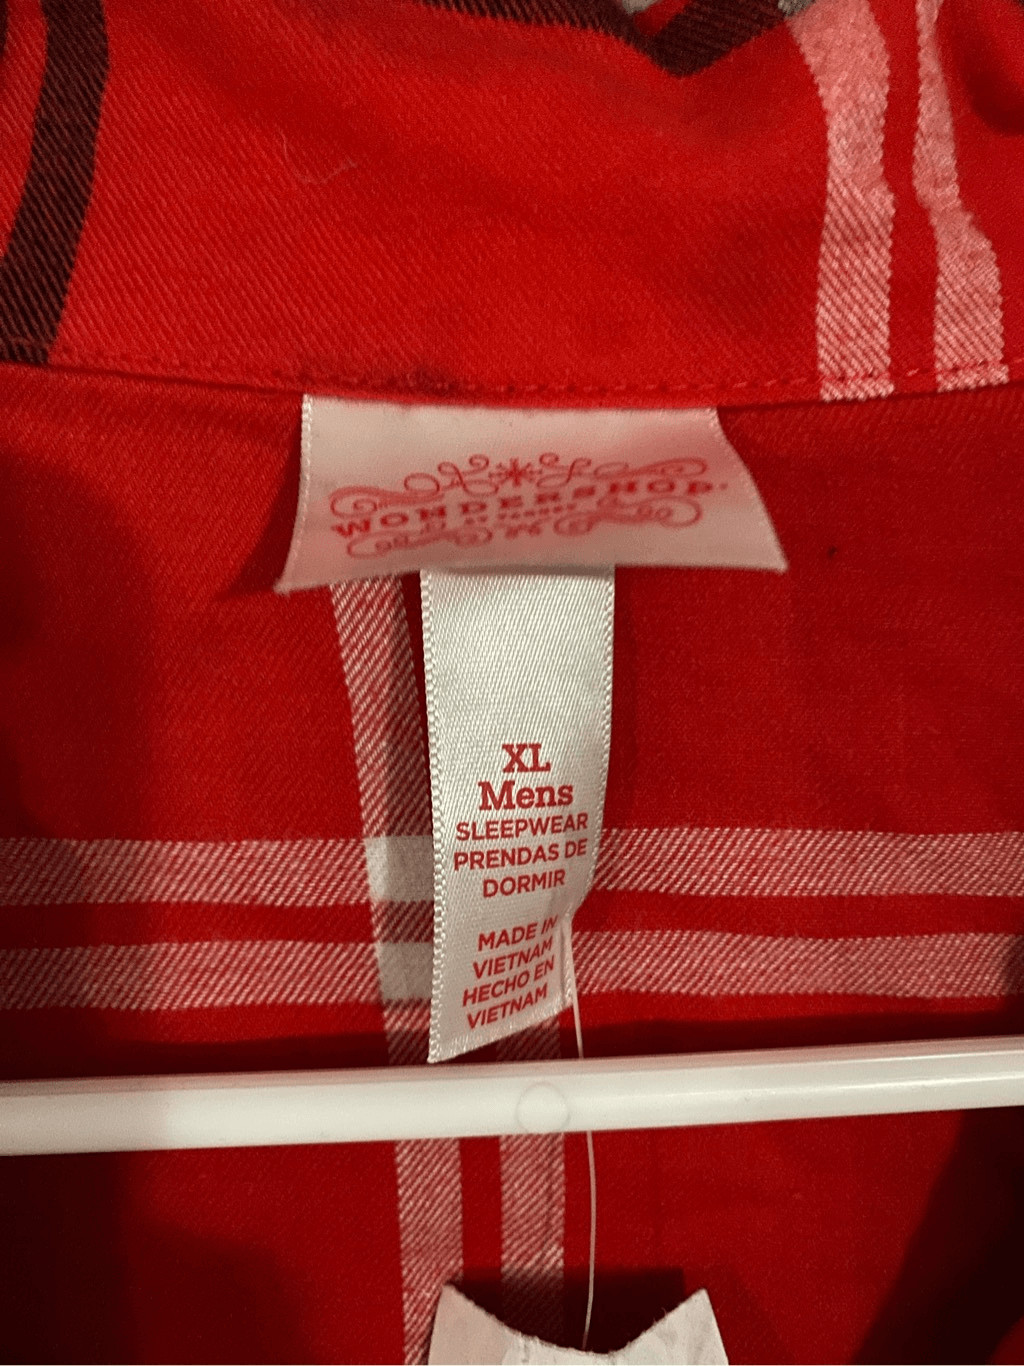 WONDERSHOP
XL
Mens
SLEEPWEAR
PRENDAS DE
DORMIR
MADE IN
VIETNAM
HECHO EN
VIETNAM